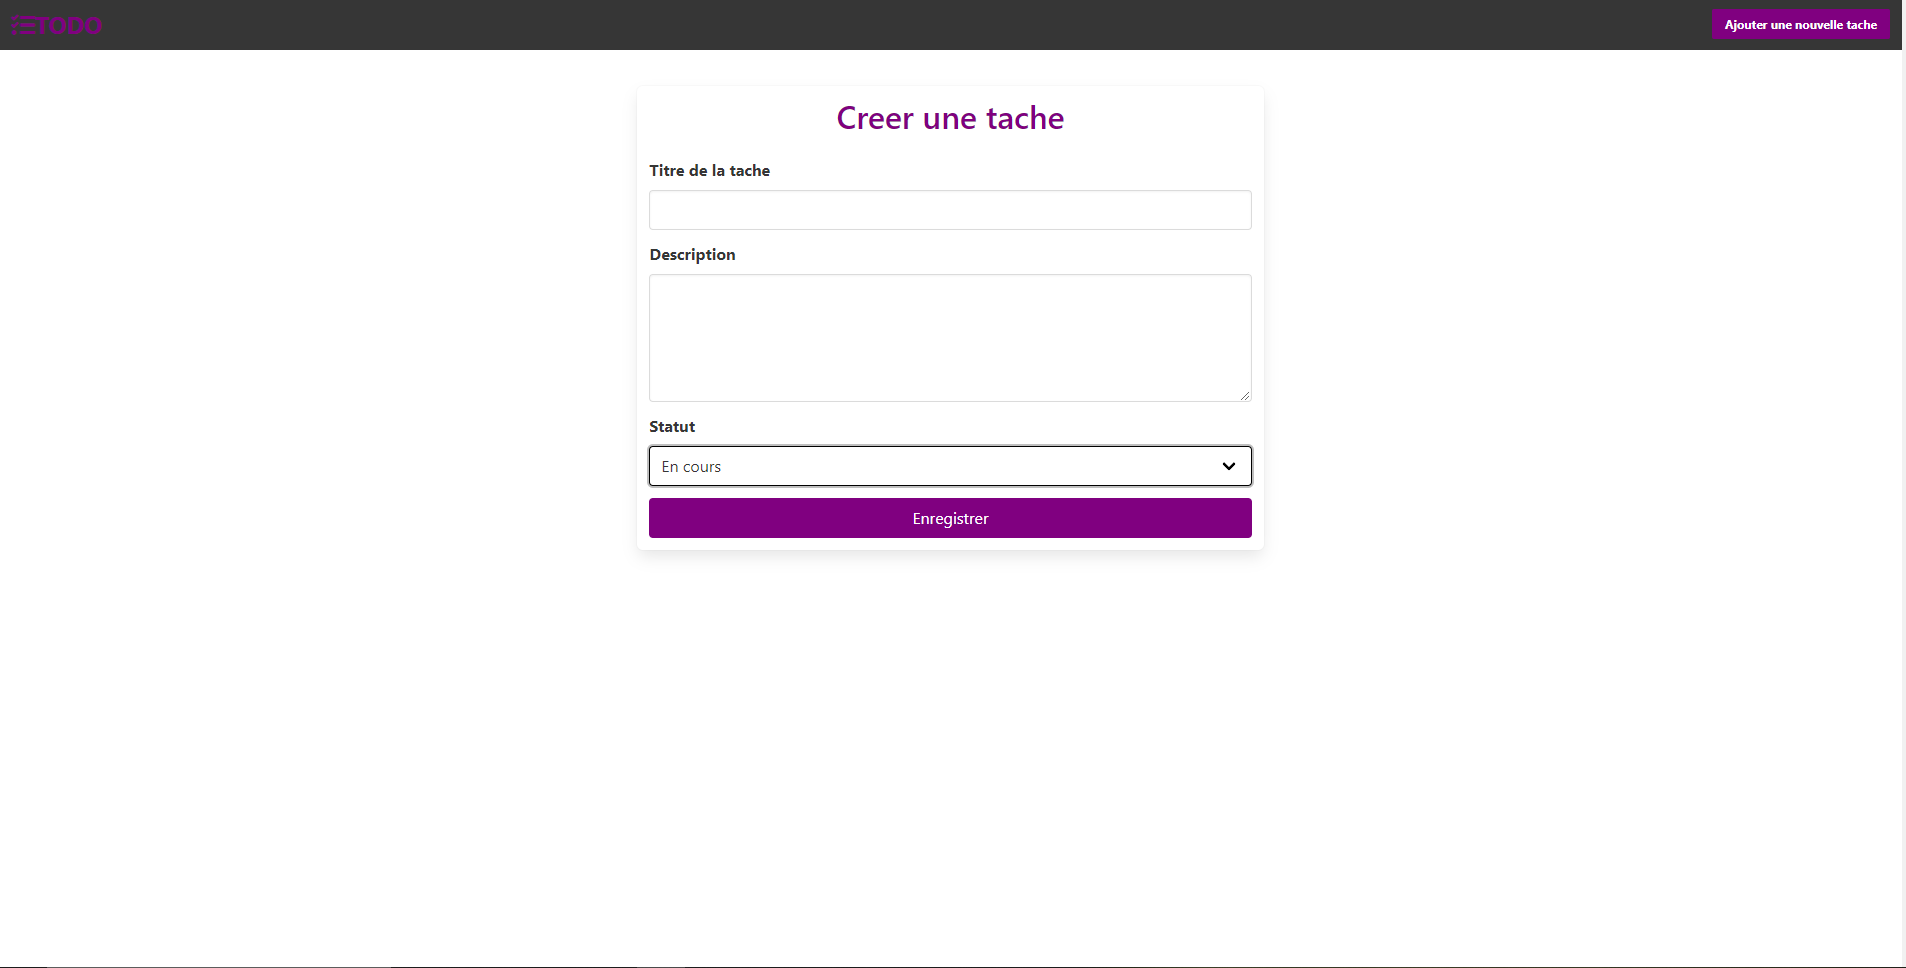 TODO
Ajouter une nouvelle tache
Creer une tache
Titre de la tache
Description
Statut
En cours
Enregistrer